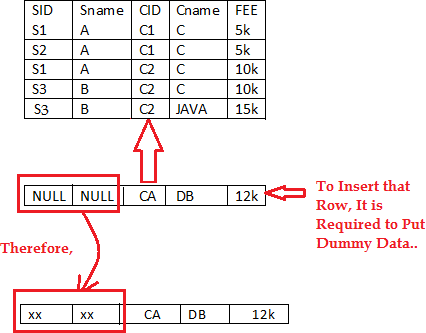 SID Sname CID Cname FEE
S1 A C1 C 5k
S2 A C1 C 5k
S1 A C2 C 10k
S3 B C2 C 10k
S3 B C2 JAVA 15k
NULL NULL CA DB 12k
To Insert that
Row, It is
Required to Put
Dummy Data..
Therefore,
xx xx CA DB 12k